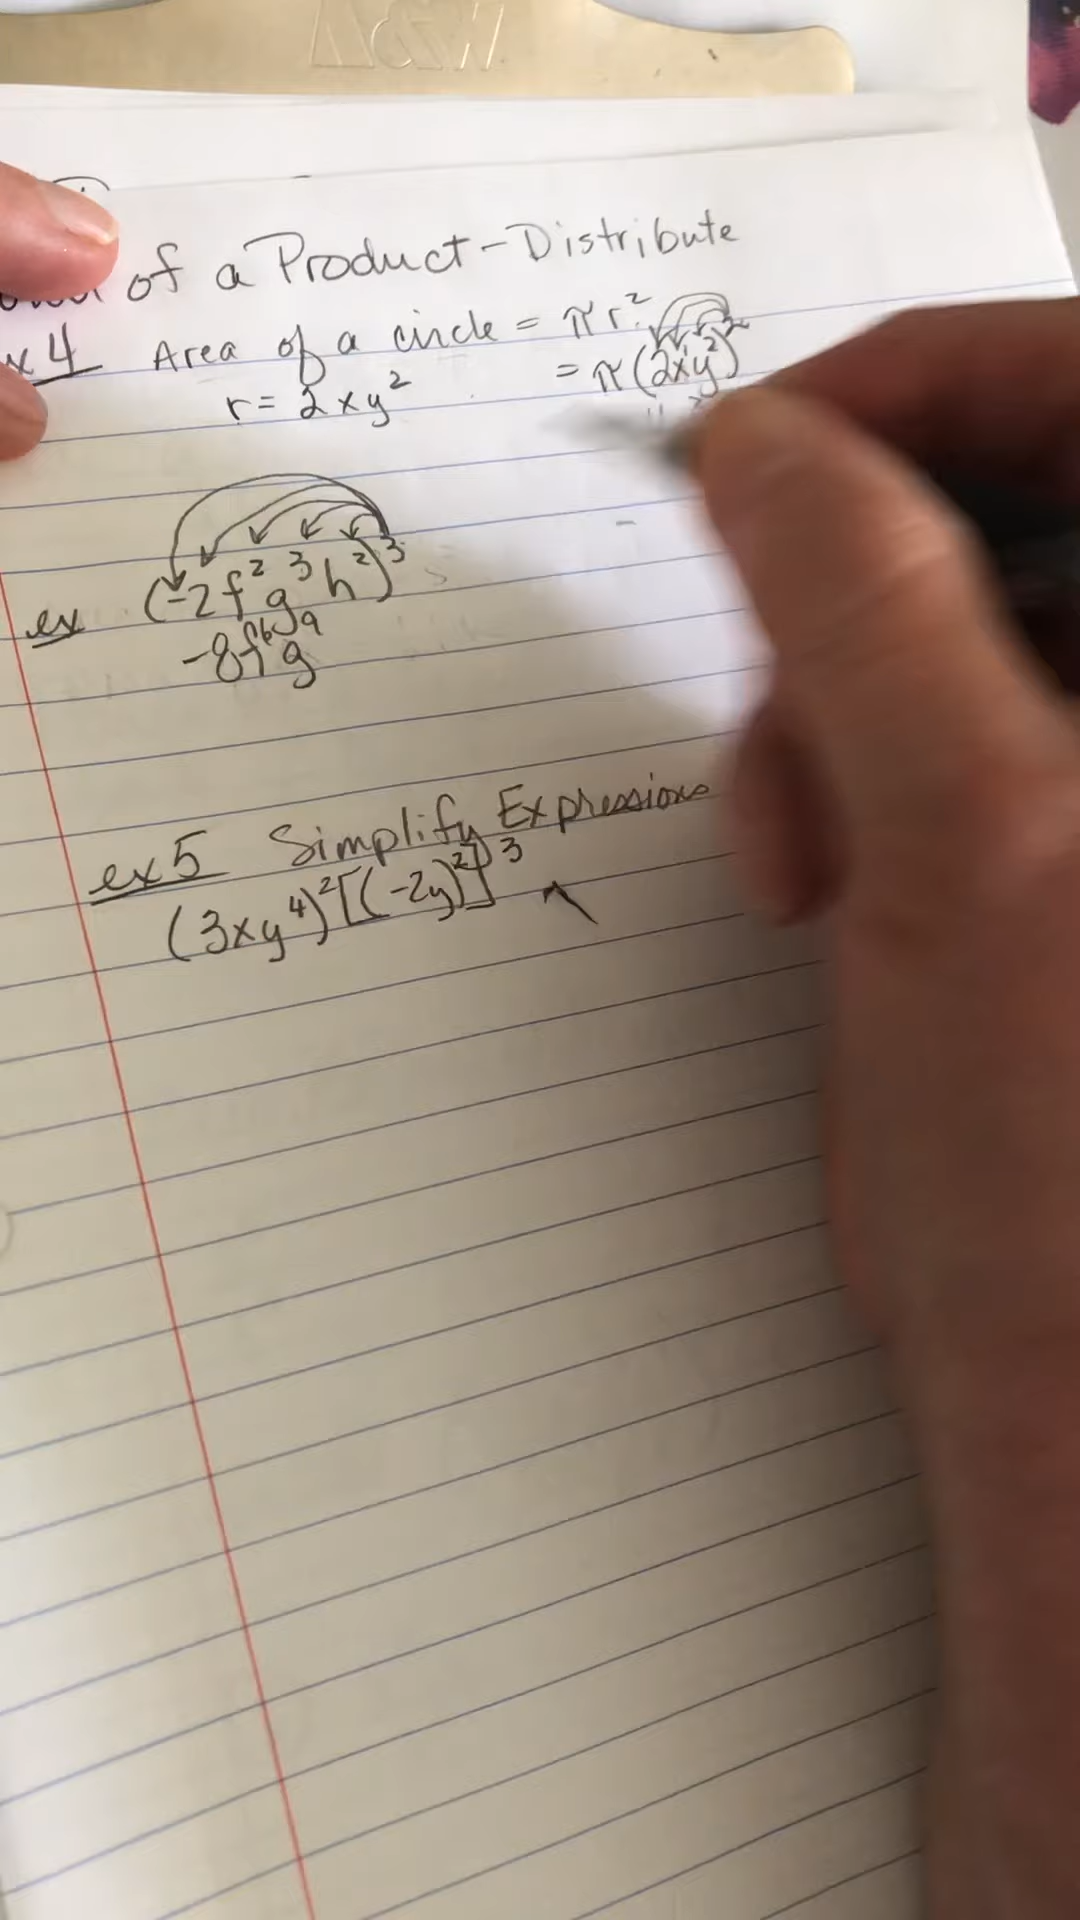 of a Product - Distribute
x 4 Area of a circle = πr²
= π(2xy²)²
r = 2xy²
ex (-2f²g³h²)³
-8f⁶g⁹
ex 5 Simplify Expressions
(3xy⁴)²[(-2y)²]³